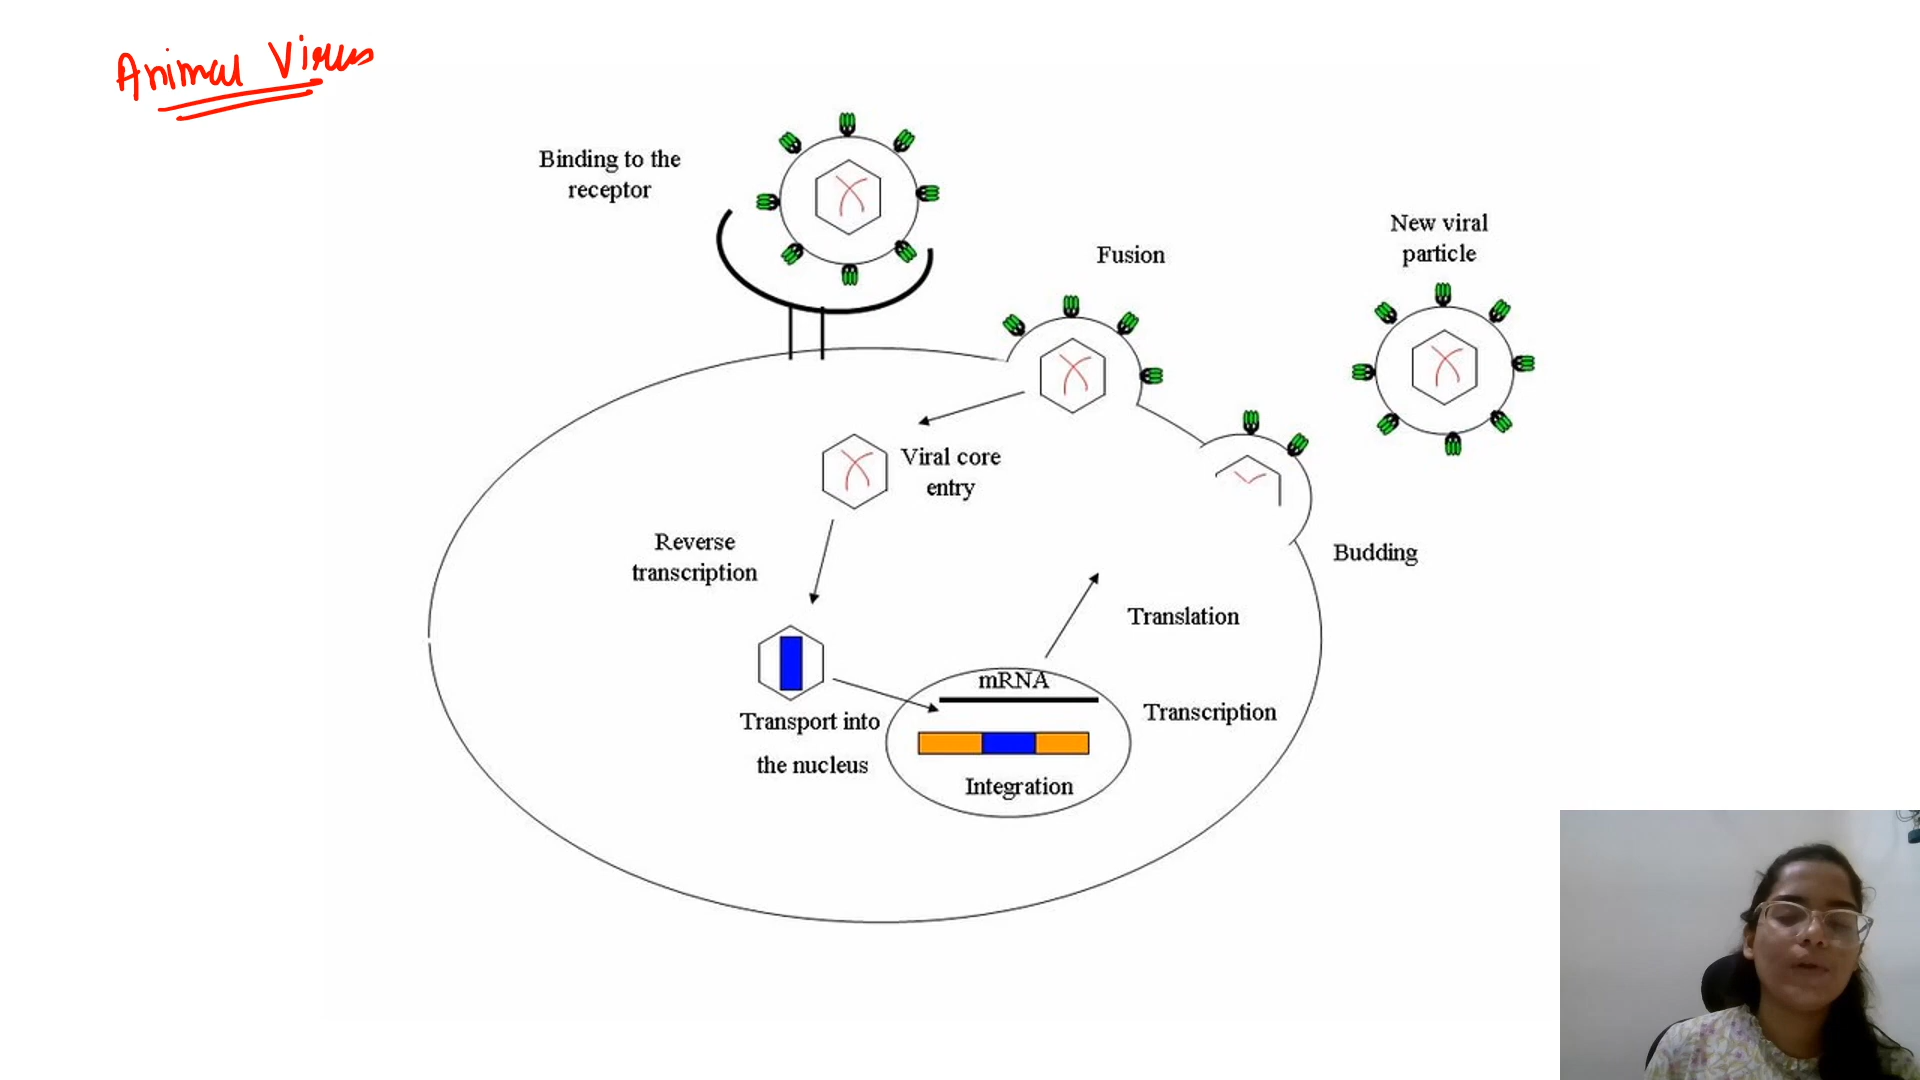 Animal Virus
Binding to the
receptor
New viral
particle
Fusion
Viral core
entry
Reverse
transcription
Budding
Translation
mRNA
Transcription
Transport into
the nucleus
Integration